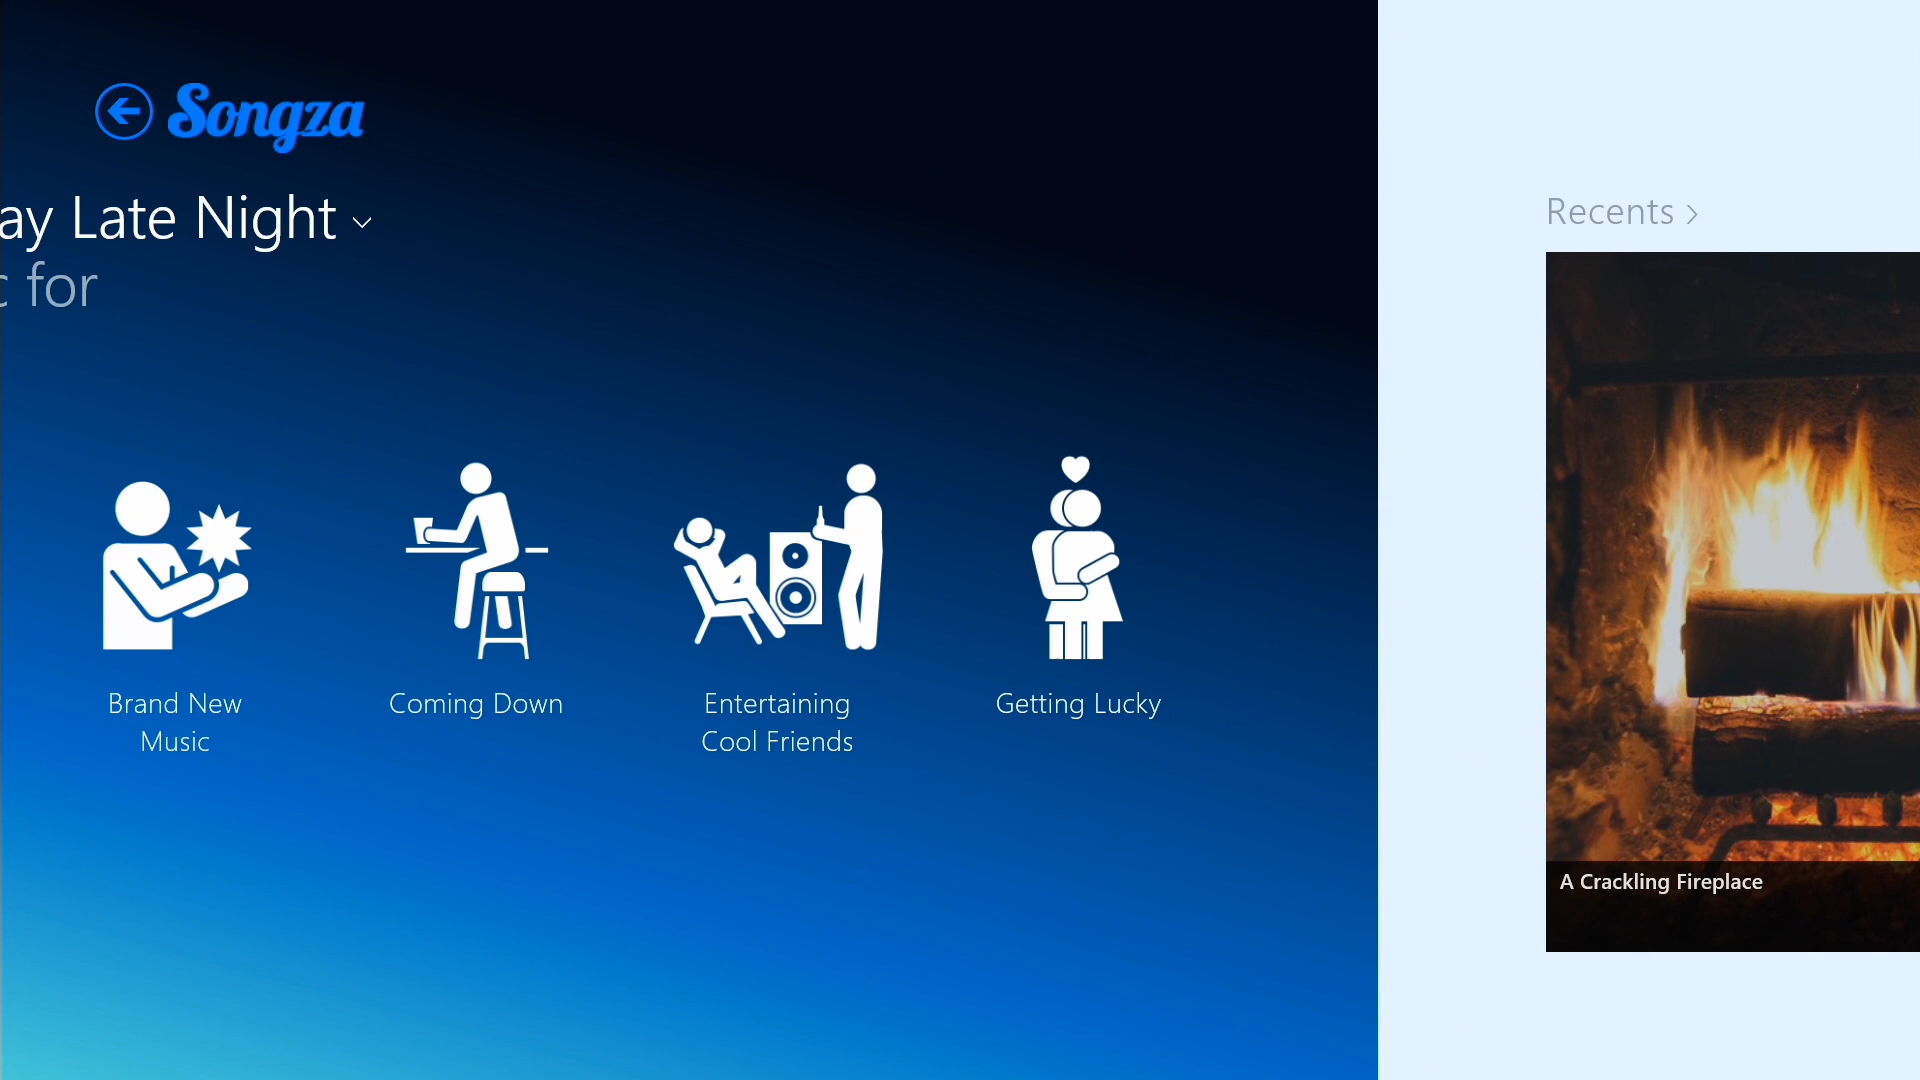 Songza
ay Late Night
c for
Brand New
Music
Coming Down
Entertaining
Cool Friends
Getting Lucky
Recents
A Crackling Fireplace